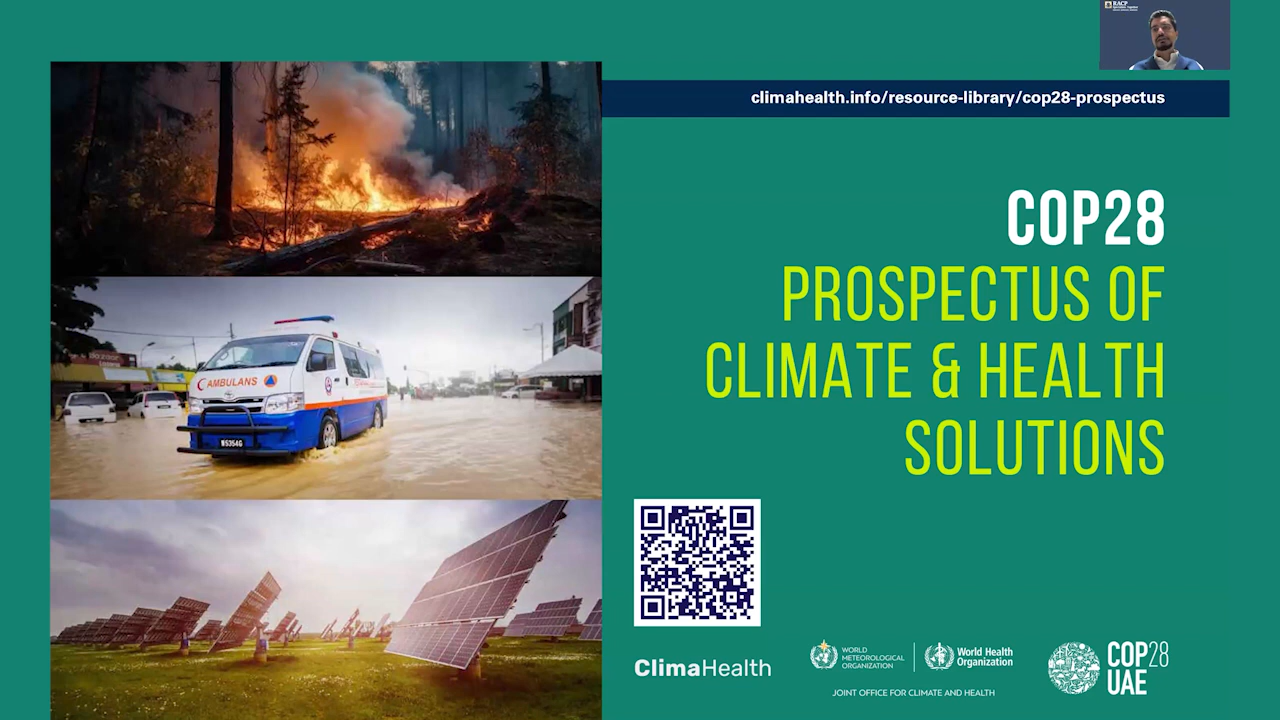 RACP
climahealth.info/resource-library/cop28-prospectus
COP28
PROSPECTUS OF
CLIMATE & HEALTH
SOLUTIONS
AMBULANS
ClimaHealth
WORLD
METEOROLOGICAL
ORGANIZATION
World Health
Organization
JOINT OFFICE FOR CLIMATE AND HEALTH
COP28
UAE